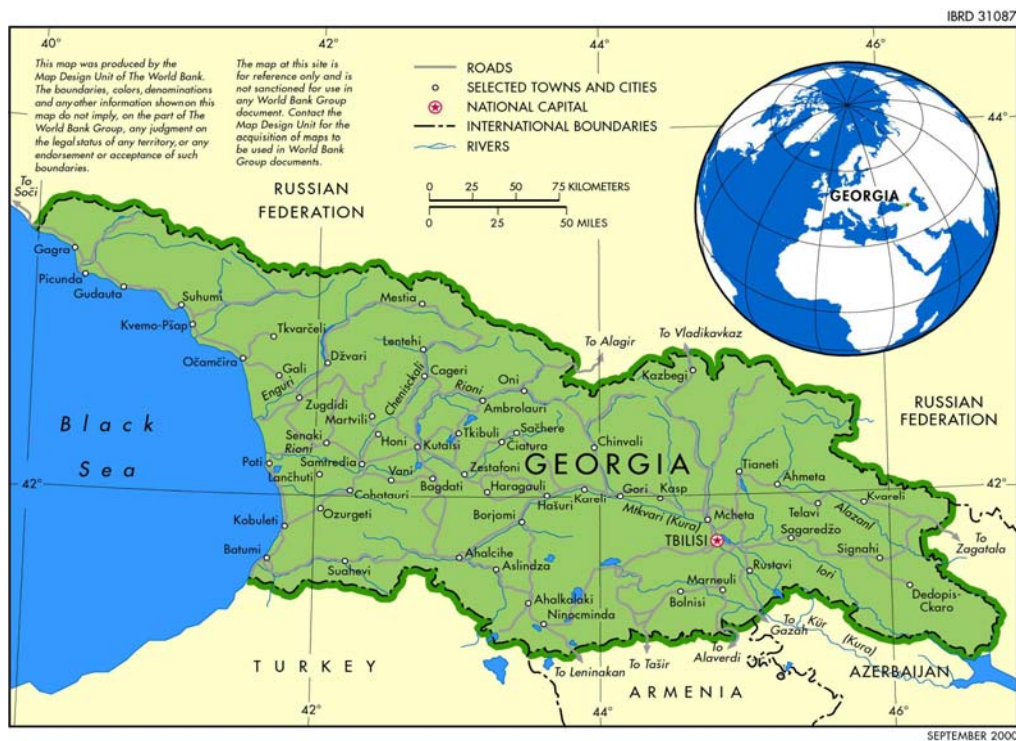 IBRD 31087
40°
42°
44°
46°
This map was produced by the
Map Design Unit of The World Bank.
The boundaries, colors, denominations
and any other information shown on this
map do not imply, on the part of The
World Bank Group, any judgment on
the legal status of any territory, or any
endorsement or acceptance of such
boundaries.
The map at this site is
for reference only and is
not sanctioned for use in
any World Bank Group
document. Contact the
Map Design Unit for the
acquisition of maps to
be used in World Bank
Group documents.
ROADS
SELECTED TOWNS AND CITIES
NATIONAL CAPITAL
INTERNATIONAL BOUNDARIES
RIVERS
0 25 50 75 KILOMETERS
0 25 50 MILES
GEORGIA
44°
To
Soči
RUSSIAN
FEDERATION
Gagra
Picunda
Gudauta
Suhumi
Kvemo-Pšap
Mestia
Tkvarčeli
Očamčira
Lentehi
To Alagir
To Vladikavkaz
Gali
Džvari
Cageri
Oni
Kazbegi
Enguri
Chenisckali
Rioni
Zugdidi
Ambrolauri
RUSSIAN
FEDERATION
Martvili
Black
Sea
Senaki
Rioni
Honi
Kutaisi
Tkibuli
Sačhere
Ciatura
Chinvali
Poti
Samtredia
Vani
Zestafoni
GEORGIA
Tianeti
Lančhuti
Bagdati
Haragauli
Ahmeta
42°
Cohatauri
Hašuri
Kareli
Gori
Kasp
Kvareli
42°
Ozurgeti
Borjomi
Mtkvari (Kura)
Mcheta
Telavi
Alazani
Kobuleti
TBILISI
Sagaredžo
To
Zagatala
Batumi
Suahevi
Ahalcihe
Aslindza
Rustavi
Signahi
Iori
Marneuli
Bolnisi
Dedopis-
Ckaro
Ahalkalaki
Ninocminda
To
Gazah
Kür
(Kura)
TURKEY
To Leninakan
To Tašir
To
Alaverdi
AZERBAIJAN
ARMENIA
42°
44°
46°
SEPTEMBER 2000